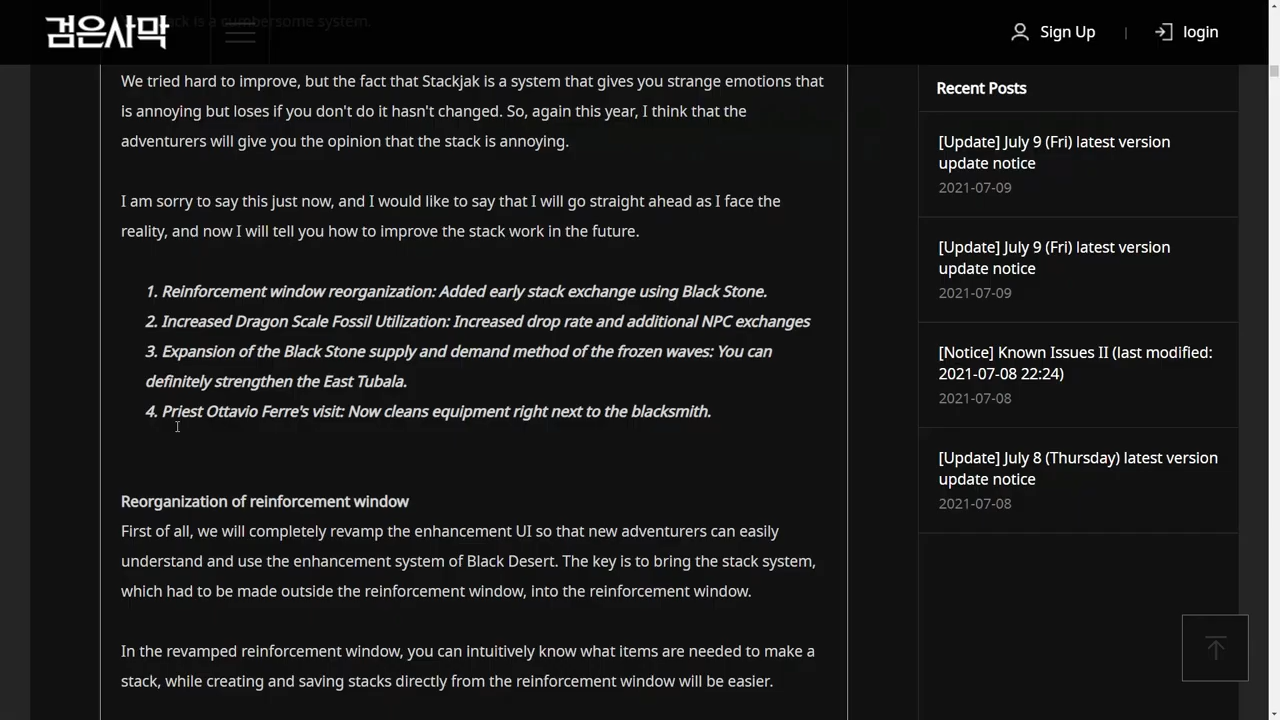 검은사막
Sign Up
login
Stack is a cumbersome system.
We tried hard to improve, but the fact that Stackjak is a system that gives you strange emotions that
is annoying but loses if you don't do it hasn't changed. So, again this year, I think that the
adventurers will give you the opinion that the stack is annoying.
I am sorry to say this just now, and I would like to say that I will go straight ahead as I face the
reality, and now I will tell you how to improve the stack work in the future.
1. Reinforcement window reorganization: Added early stack exchange using Black Stone.
2. Increased Dragon Scale Fossil Utilization: Increased drop rate and additional NPC exchanges
3. Expansion of the Black Stone supply and demand method of the frozen waves: You can
definitely strengthen the East Tubala.
4. Priest Ottavio Ferre's visit: Now cleans equipment right next to the blacksmith.
Reorganization of reinforcement window
First of all, we will completely revamp the enhancement UI so that new adventurers can easily
understand and use the enhancement system of Black Desert. The key is to bring the stack system,
which had to be made outside the reinforcement window, into the reinforcement window.
In the revamped reinforcement window, you can intuitively know what items are needed to make a
stack, while creating and saving stacks directly from the reinforcement window will be easier.
Recent Posts
[Update] July 9 (Fri) latest version
update notice
2021-07-09
[Update] July 9 (Fri) latest version
update notice
2021-07-09
[Notice] Known Issues II (last modified:
2021-07-08 22:24)
2021-07-08
[Update] July 8 (Thursday) latest version
update notice
2021-07-08